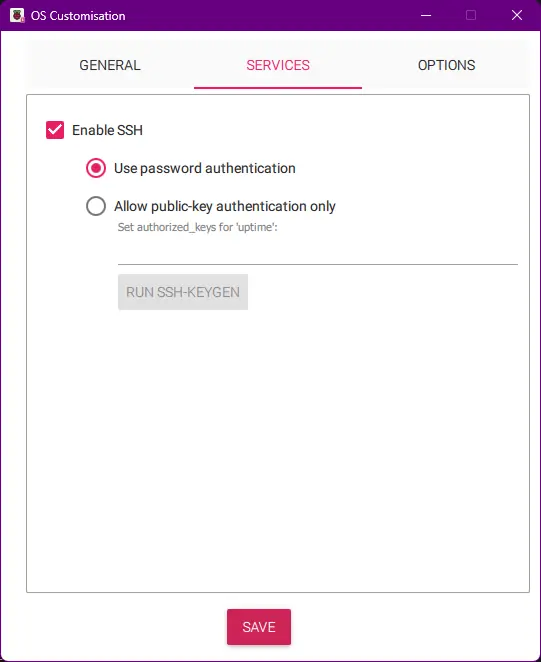 OS Customisation
GENERAL
SERVICES
OPTIONS
Enable SSH
Use password authentication
Allow public-key authentication only
Set authorized_keys for 'uptime':
RUN SSH-KEYGEN
SAVE